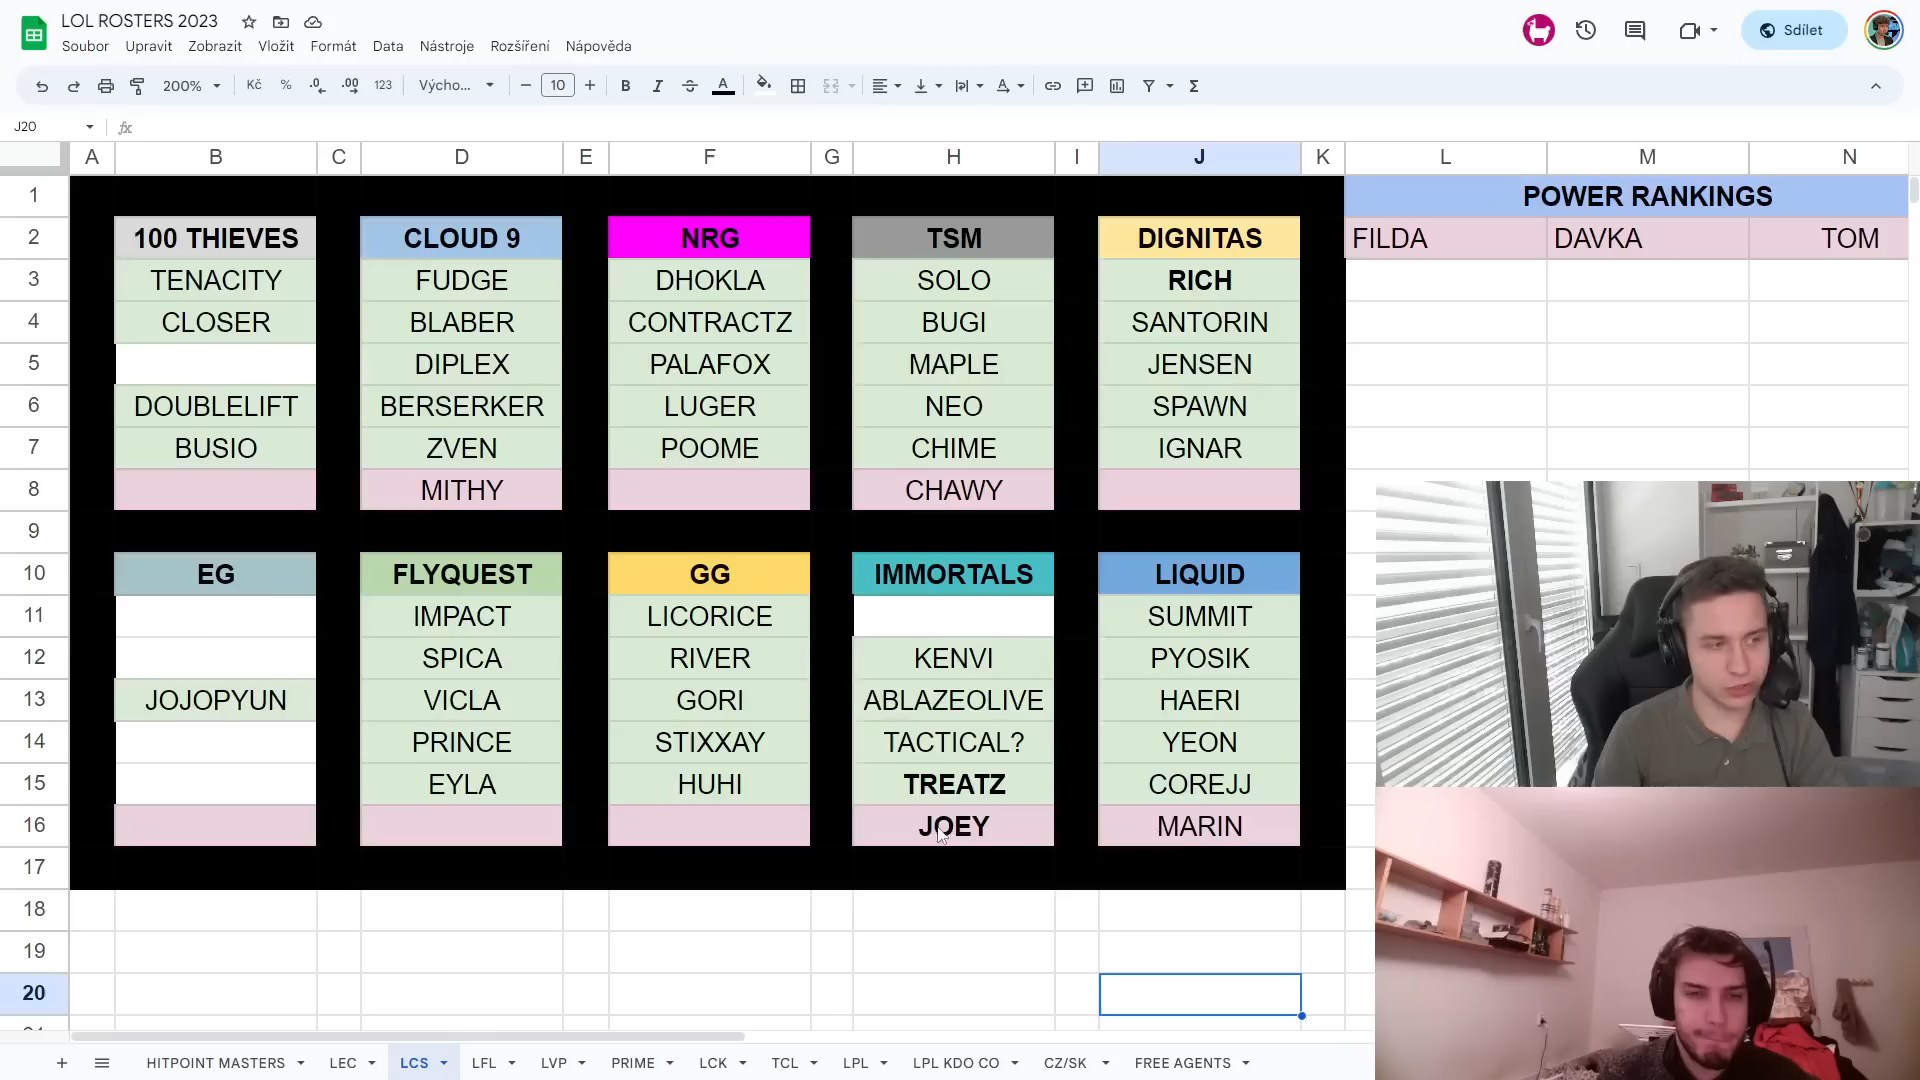 LOL ROSTERS 2023
Soubor Upravit Zobrazit Vložit Formát Data Nástroje Rozšíření Nápověda
Sdílet
200% Kč % .0 .00 123 Výcho... 10 B I A
J20 fx
A B C D E F G H I J K L M N
1 POWER RANKINGS
2 100 THIEVES CLOUD 9 NRG TSM DIGNITAS FILDA DAVKA TOM
3 TENACITY FUDGE DHOKLA SOLO RICH
4 CLOSER BLABER CONTRACTZ BUGI SANTORIN
5 DIPLEX PALAFOX MAPLE JENSEN
6 DOUBLELIFT BERSERKER LUGER NEO SPAWN
7 BUSIO ZVEN POOME CHIME IGNAR
8 MITHY CHAWY
9
10 EG FLYQUEST GG IMMORTALS LIQUID
11 IMPACT LICORICE SUMMIT
12 SPICA RIVER KENVI PYOSIK
13 JOJOPYUN VICLA GORI ABLAZEOLIVE HAERI
14 PRINCE STIXXAY TACTICAL? YEON
15 EYLA HUHI TREATZ COREJJ
16 JOEY MARIN
17
18
19
20
HITPOINT MASTERS LEC LCS LFL LVP PRIME LCK TCL LPL LPL KDO CO CZ/SK FREE AGENTS